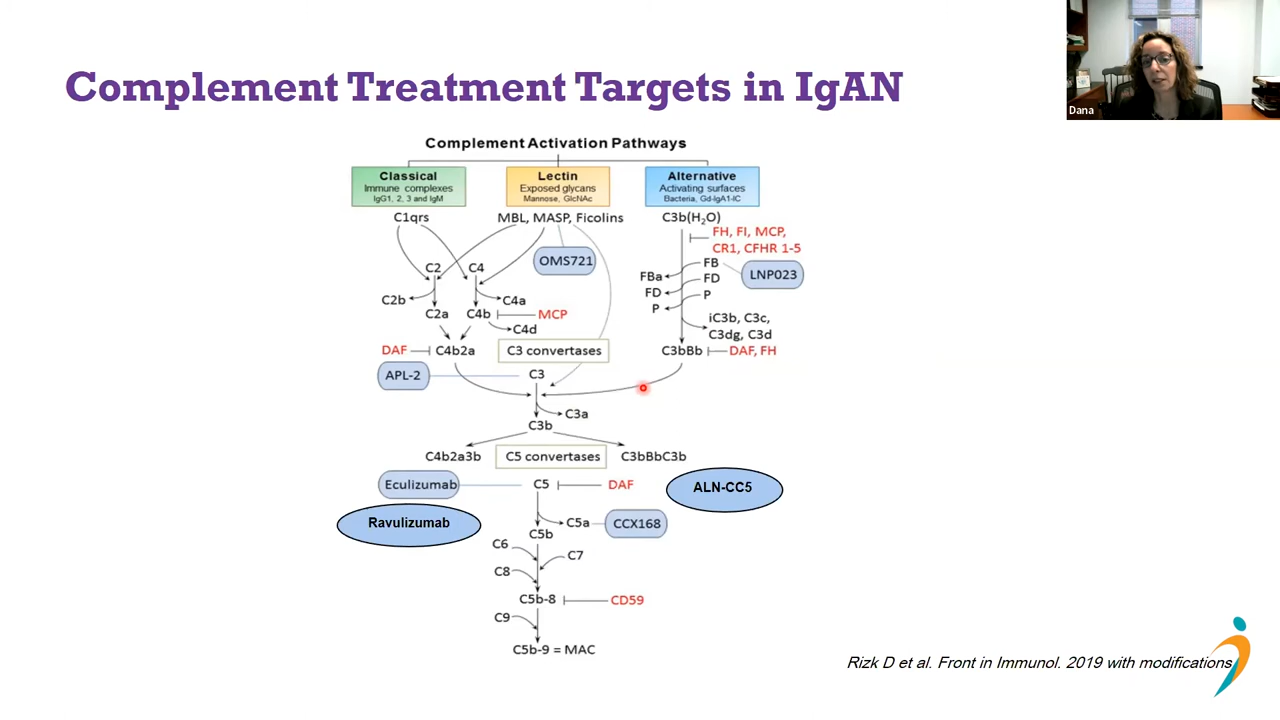 Complement Treatment Targets in IgAN
Dana
Complement Activation Pathways
Classical
Immune complexes
IgG1, 2, 3 and IgM
Lectin
Exposed glycans
Mannose, GlcNAc
Alternative
Activating surfaces
Bacteria, Gd-IgA1-IC
C1qrs
MBL, MASP, Ficolins
C3b(H₂O)
FH, FI, MCP,
CR1, CFHR 1-5
OMS721
C2
C4
FB
LNP023
FBa
FD
FD
C2b
C4a
P
P
C2a
C4b
MCP
iC3b, C3c,
C3dg, C3d
C4d
DAF
C4b2a
C3 convertases
C3bBb
DAF, FH
APL-2
C3
C3a
C3b
C4b2a3b
C5 convertases
C3bBbC3b
Eculizumab
C5
DAF
ALN-CC5
Ravulizumab
C5a
CCX168
C5b
C6
C7
C8
C5b-8
CD59
C9
C5b-9 = MAC
Rizk D et al. Front in Immunol. 2019 with modifications